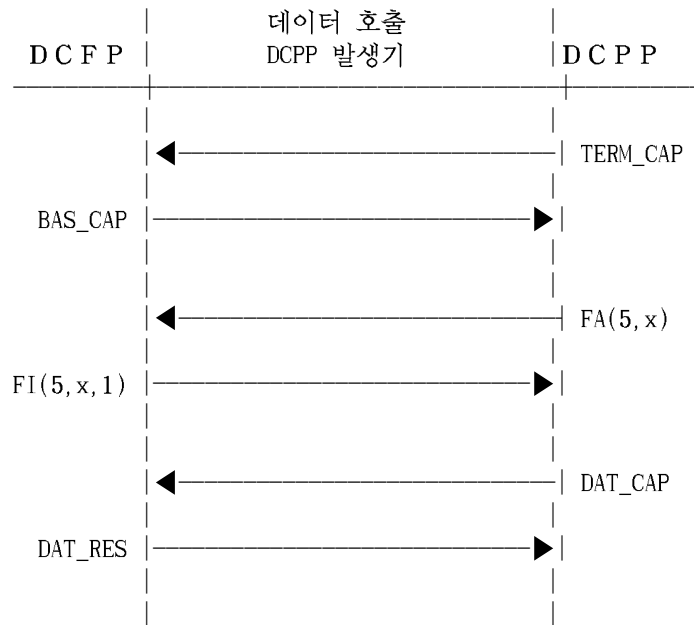 데이터 호출
DCFP DCPP 발생기 DCPP
TERM_CAP
BAS_CAP
FA(5,x)
FI(5,x,1)
DAT_CAP
DAT_RES